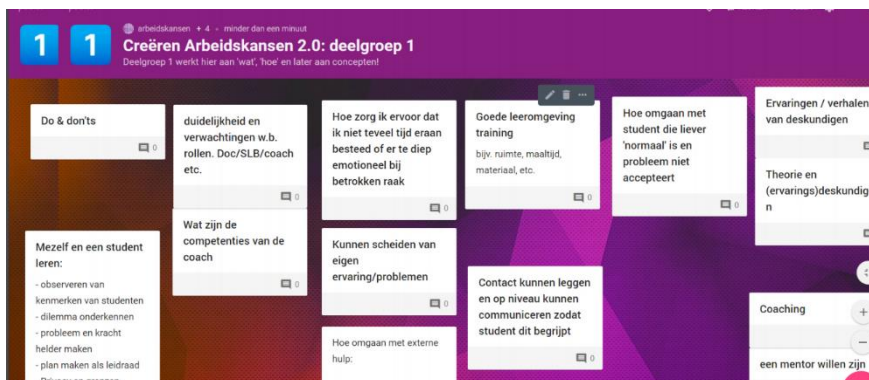 1 1
arbeidskansen + 4 - minder dan een minuut
Creëren Arbeidskansen 2.0: deelgroep 1
Deelgroep 1 werkt hier aan 'wat', 'hoe' en later aan concepten!
Do & don'ts
0
Mezelf en een student
leren:
- observeren van
kenmerken van studenten
- dilemma onderkennen
- probleem en kracht
helder maken
- plan maken als leidraad
duidelijkheid en
verwachtingen w.b.
rollen. Doc/SLB/coach
etc.
0
Wat zijn de
competenties van de
coach
0
Hoe zorg ik ervoor dat
ik niet teveel tijd eraan
besteed of er te diep
emotioneel bij
betrokken raak
0
Kunnen scheiden van
eigen
ervaring/problemen
0
Hoe omgaan met externe
hulp:
Goede leeromgeving
training
bijv. ruimte, maaltijd,
materiaal, etc.
0
Contact kunnen leggen
en op niveau kunnen
communiceren zodat
student dit begrijpt
0
Hoe omgaan met
student die liever
'normaal' is en
probleem niet
accepteert
0
Ervaringen / verhalen
van deskundigen
Theorie en
(ervarings)deskundig
n
Coaching
een mentor willen zijn